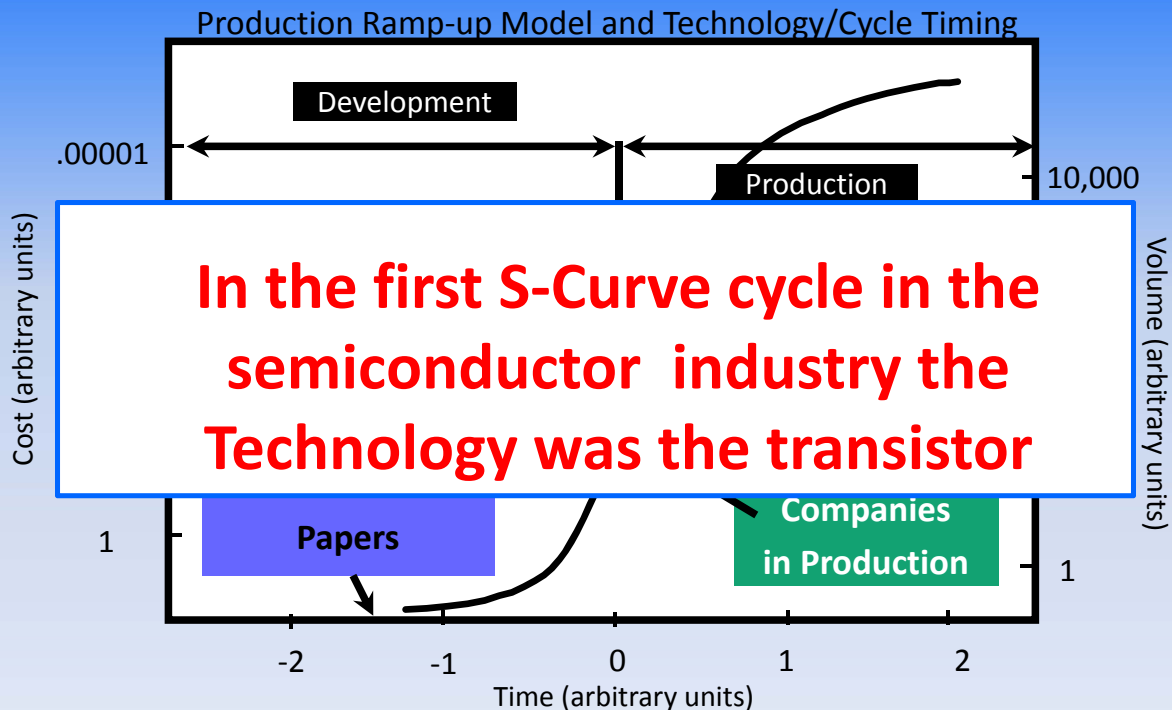 Production Ramp-up Model and Technology/Cycle Timing
Development
.00001
Production
10,000
Cost (arbitrary units)
Volume (arbitrary units)
In the first S-Curve cycle in the
semiconductor industry the
Technology was the transistor
Papers
Companies
in Production
1
1
-2
-1
0
1
2
Time (arbitrary units)